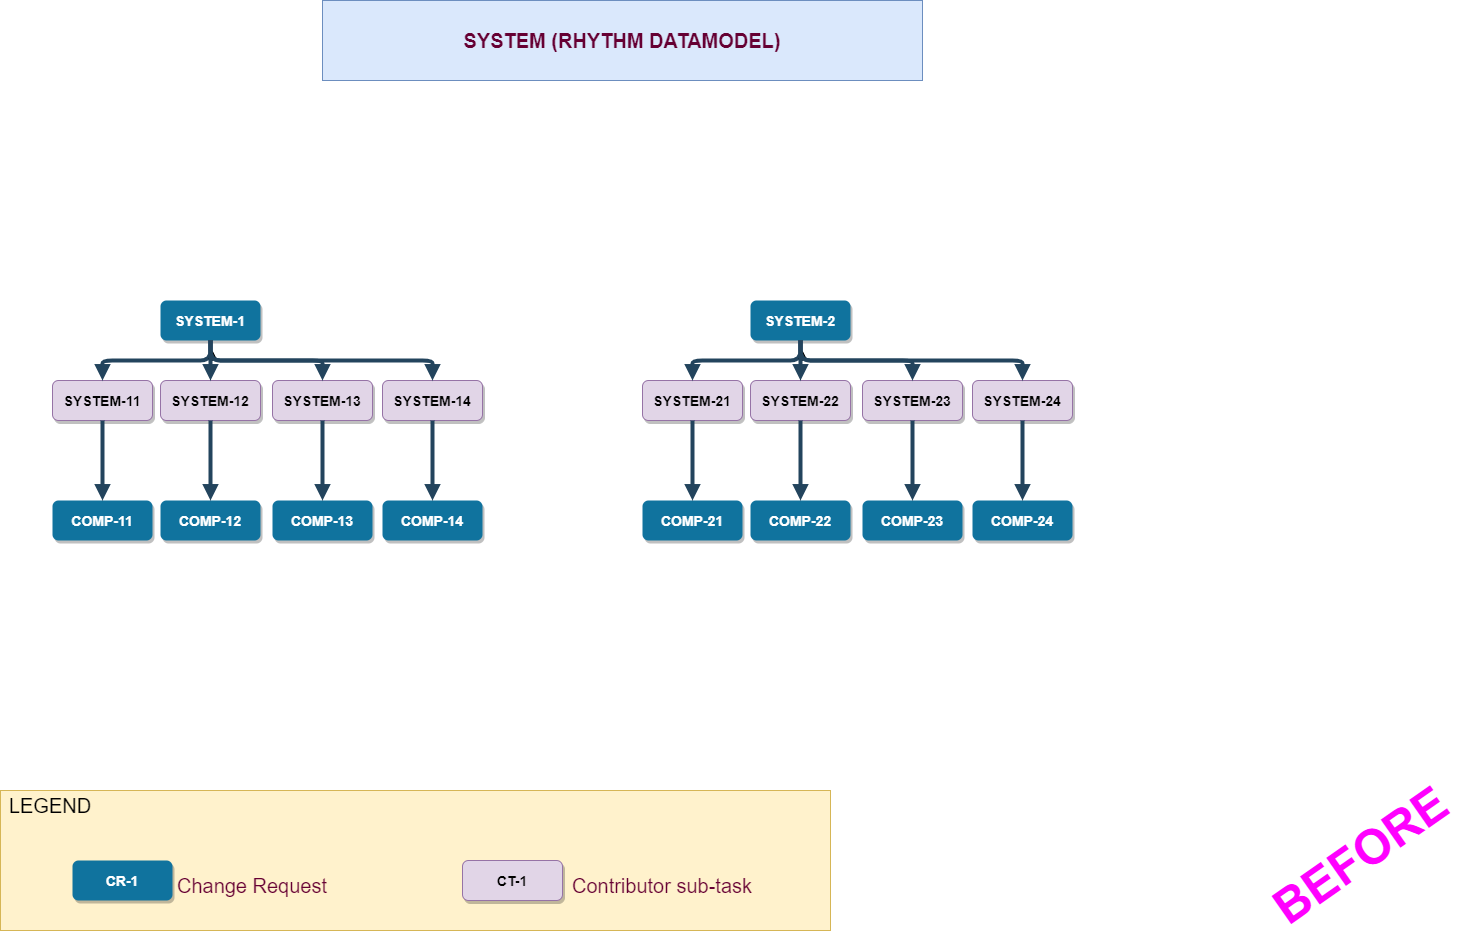 SYSTEM (RHYTHM DATAMODEL)
SYSTEM-1
SYSTEM-2
SYSTEM-11
SYSTEM-12
SYSTEM-13
SYSTEM-14
SYSTEM-21
SYSTEM-22
SYSTEM-23
SYSTEM-24
COMP-11
COMP-12
COMP-13
COMP-14
COMP-21
COMP-22
COMP-23
COMP-24
LEGEND
CR-1
Change Request
CT-1
Contributor sub-task
BEFORE